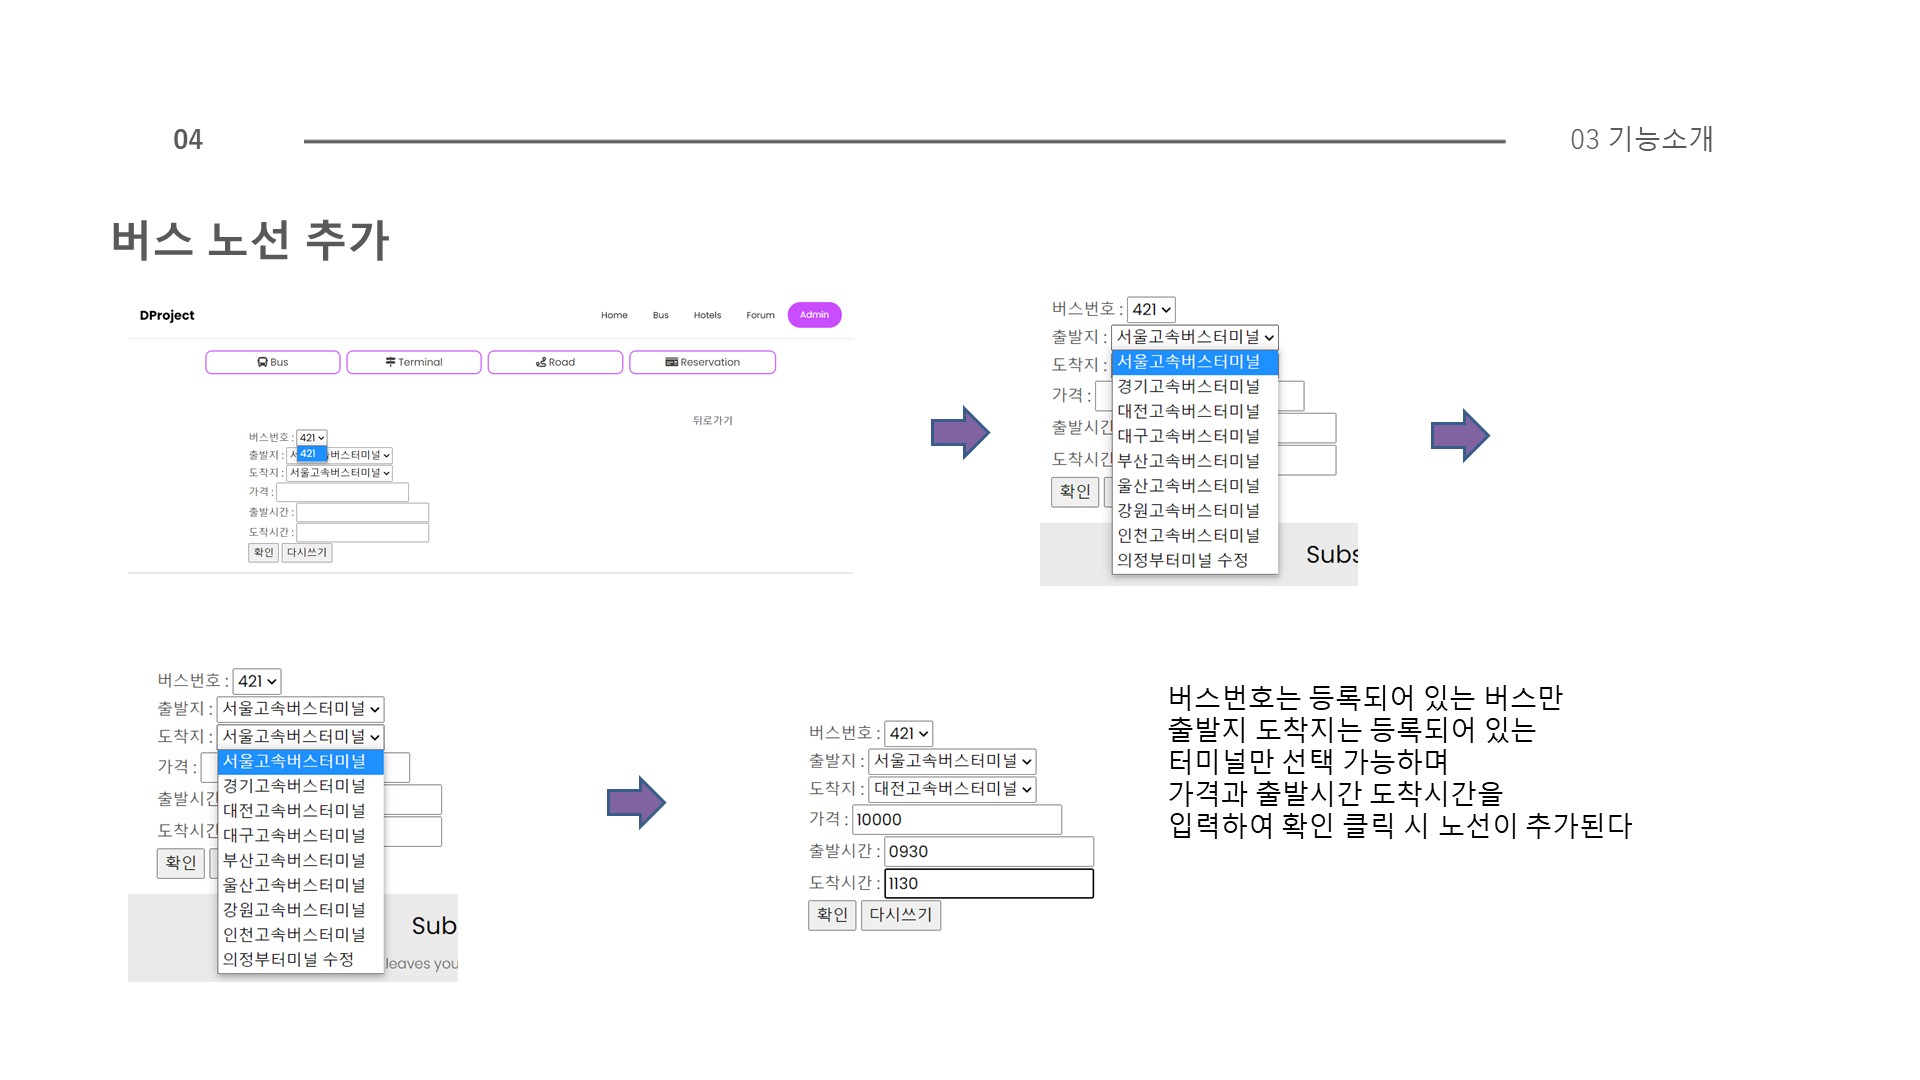 04
03 기능소개
버스 노선 추가
DProject
Home Bus Hotels Forum Admin
Bus Terminal Road Reservation
뒤로가기
버스번호 : 421
421
출발지 : 서 버스터미널
도착지 : 서울고속버스터미널
가격 :
출발시간 :
도착시간 :
확인 다시쓰기
버스번호 : 421
출발지 : 서울고속버스터미널
도착지 : 서울고속버스터미널
가격 : 경기고속버스터미널
대전고속버스터미널
출발시간 대구고속버스터미널
도착시간 부산고속버스터미널
확인 울산고속버스터미널
강원고속버스터미널
인천고속버스터미널
의정부터미널 수정
Subs
버스번호 : 421
출발지 : 서울고속버스터미널
도착지 : 서울고속버스터미널
서울고속버스터미널
가격 : 경기고속버스터미널
출발시간 대전고속버스터미널
도착시간 대구고속버스터미널
확인 부산고속버스터미널
울산고속버스터미널
강원고속버스터미널
인천고속버스터미널
의정부터미널 수정
Sub
leaves you
버스번호 : 421
출발지 : 서울고속버스터미널
도착지 : 대전고속버스터미널
가격 : 10000
출발시간 : 0930
도착시간 : 1130
확인 다시쓰기
버스번호는 등록되어 있는 버스만
출발지 도착지는 등록되어 있는
터미널만 선택 가능하며
가격과 출발시간 도착시간을
입력하여 확인 클릭 시 노선이 추가된다